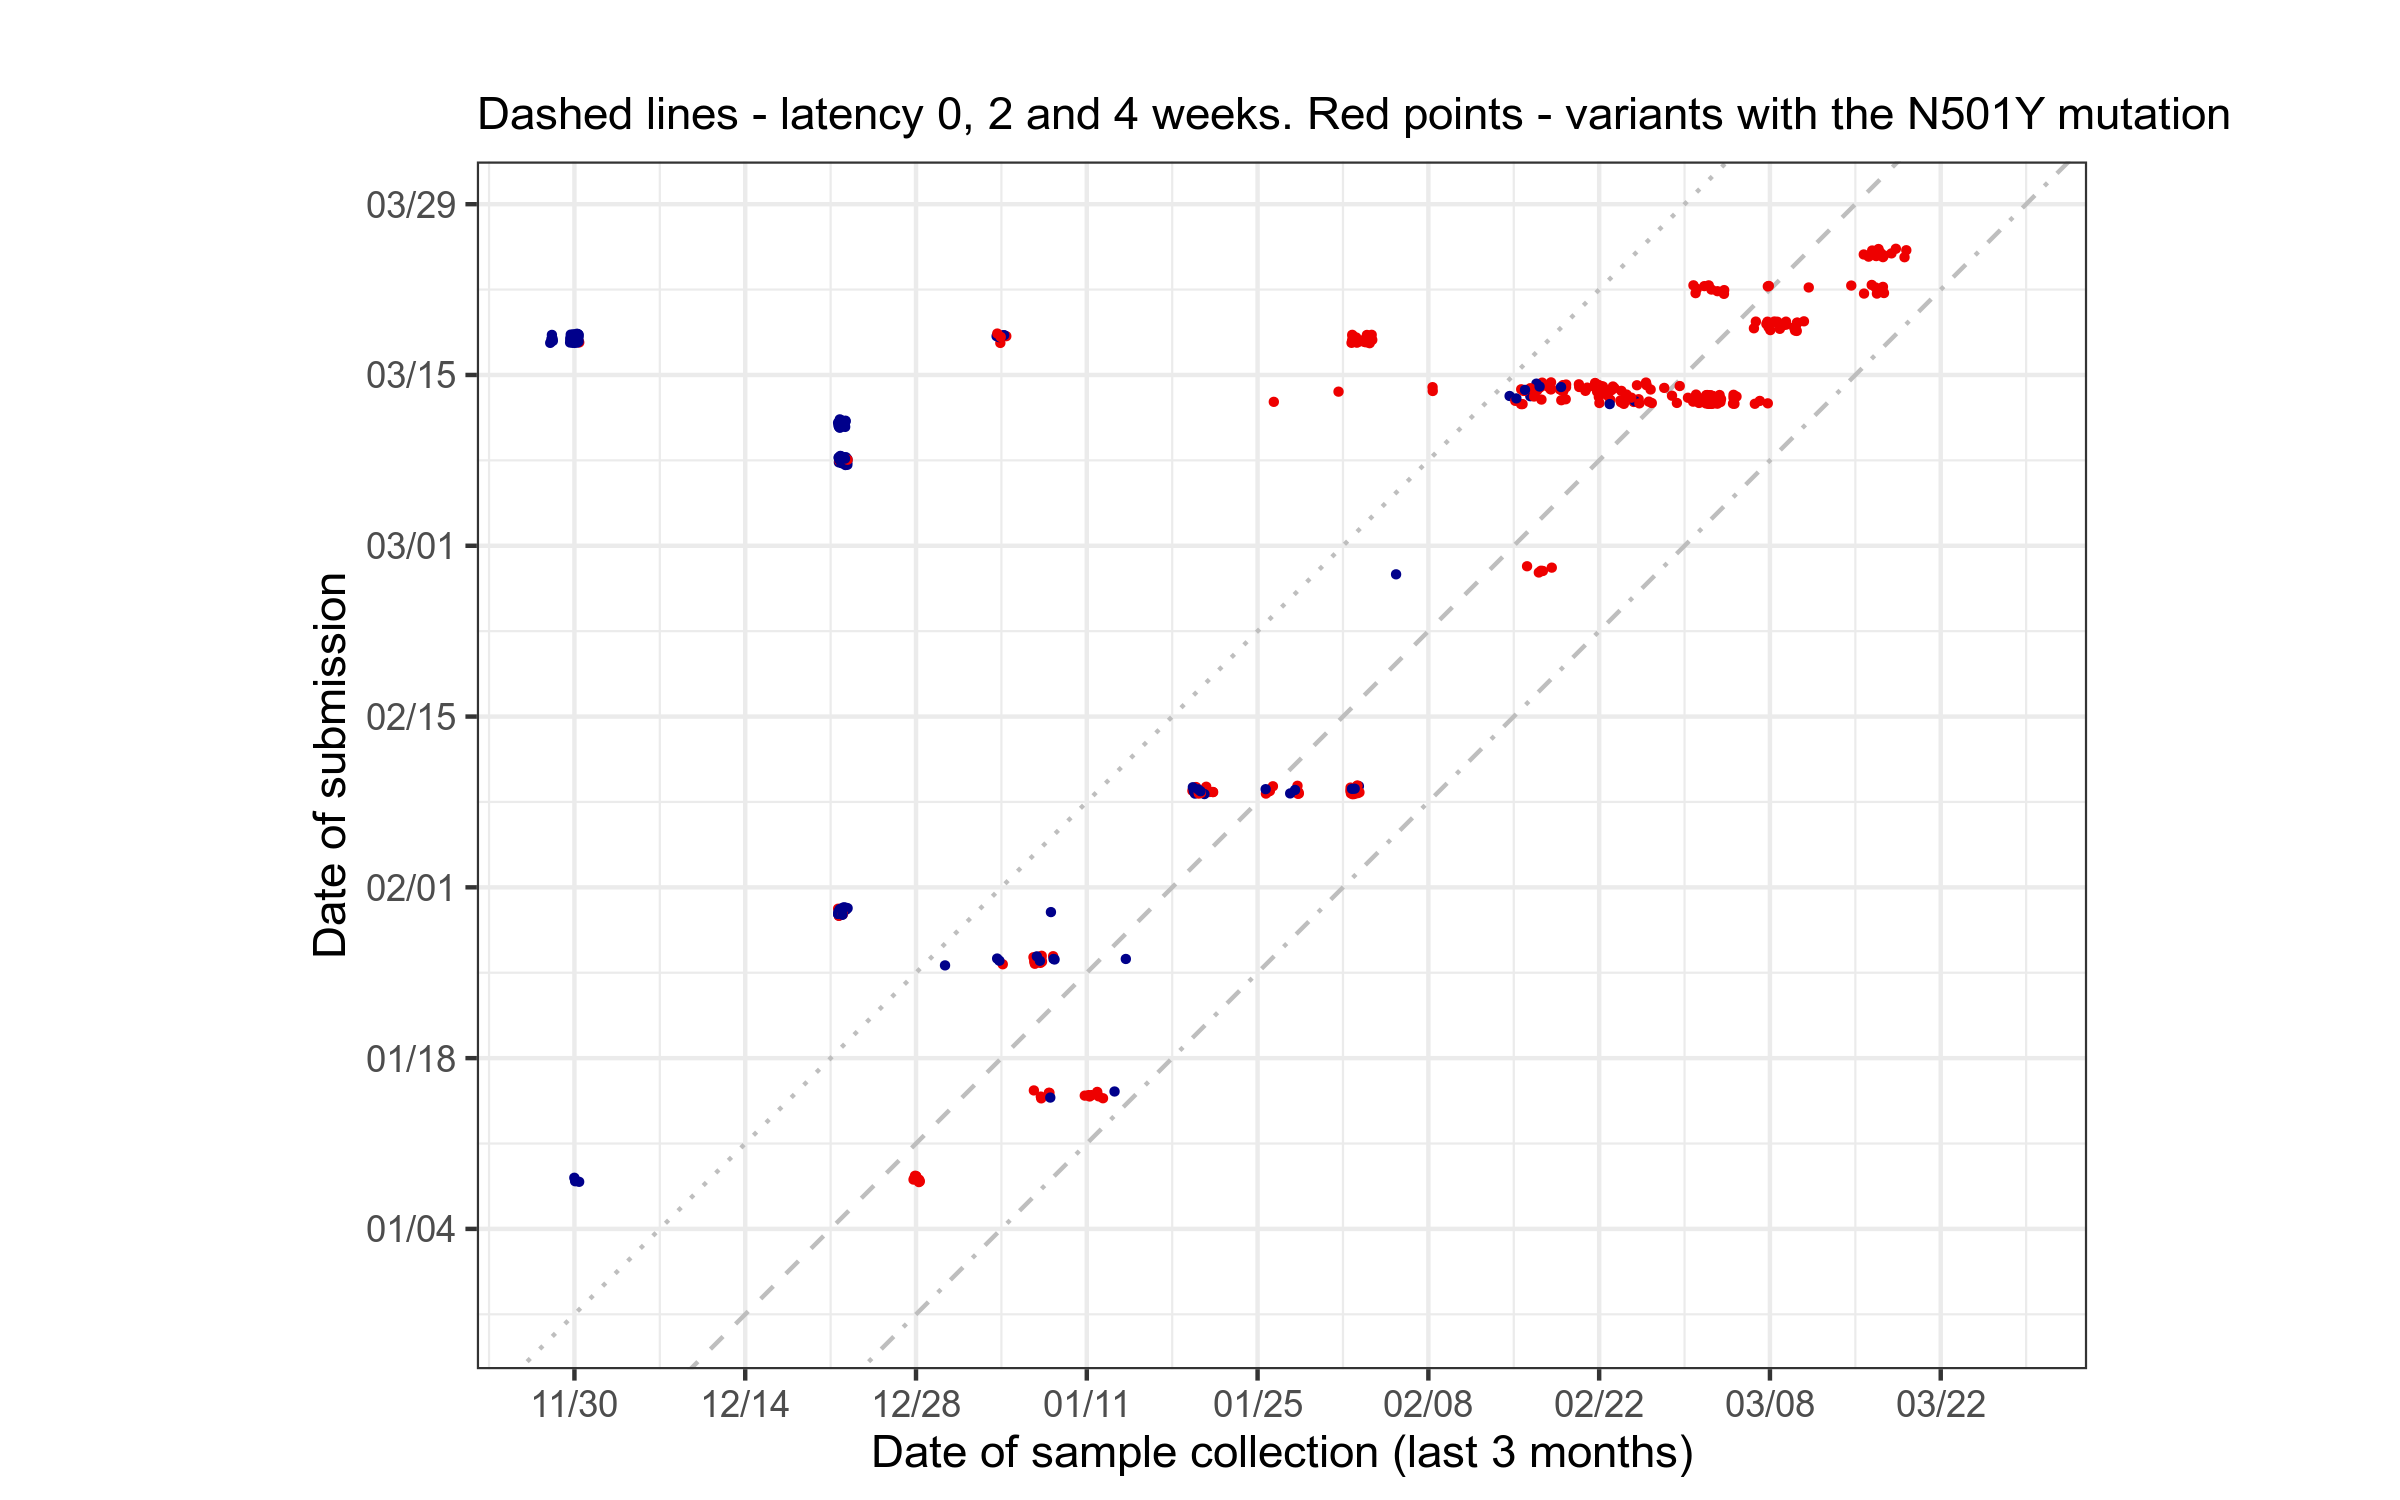 Dashed lines - latency 0, 2 and 4 weeks. Red points - variants with the N501Y mutation
03/29
03/15
03/01
02/15
02/01
01/18
01/04
Date of submission
11/30 12/14 12/28 01/11 01/25 02/08 02/22 03/08 03/22
Date of sample collection (last 3 months)